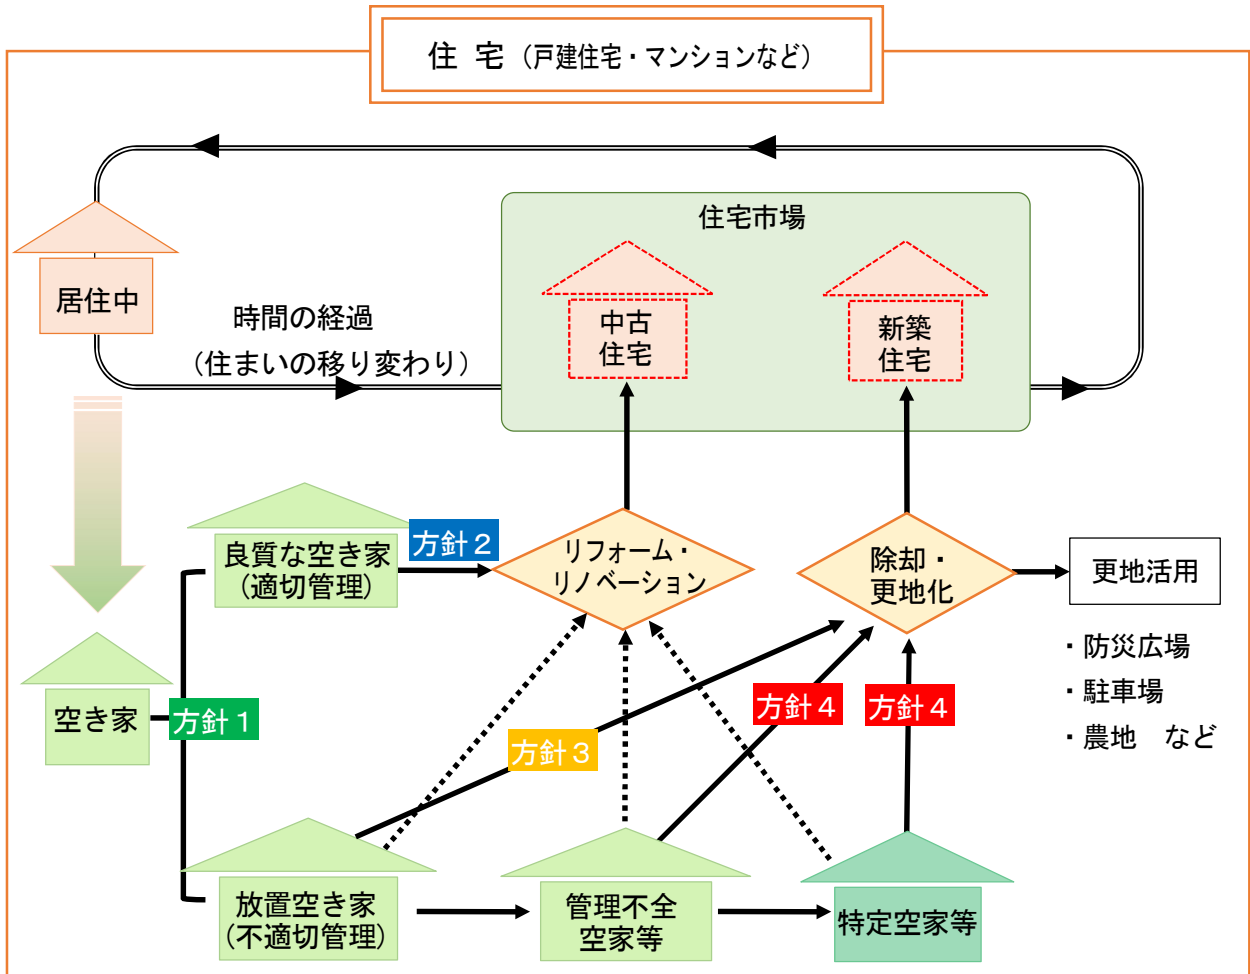 住 宅（戸建住宅・マンションなど）
住宅市場
居住中
時間の経過
（住まいの移り変わり）
中古
住宅
新築
住宅
良質な空き家
(適切管理)
方針２
リフォーム・
リノベーション
除却・
更地化
更地活用
・防災広場
・駐車場
・農地　など
空き家
方針１
方針３
方針４
方針４
放置空き家
(不適切管理)
管理不全
空家等
特定空家等